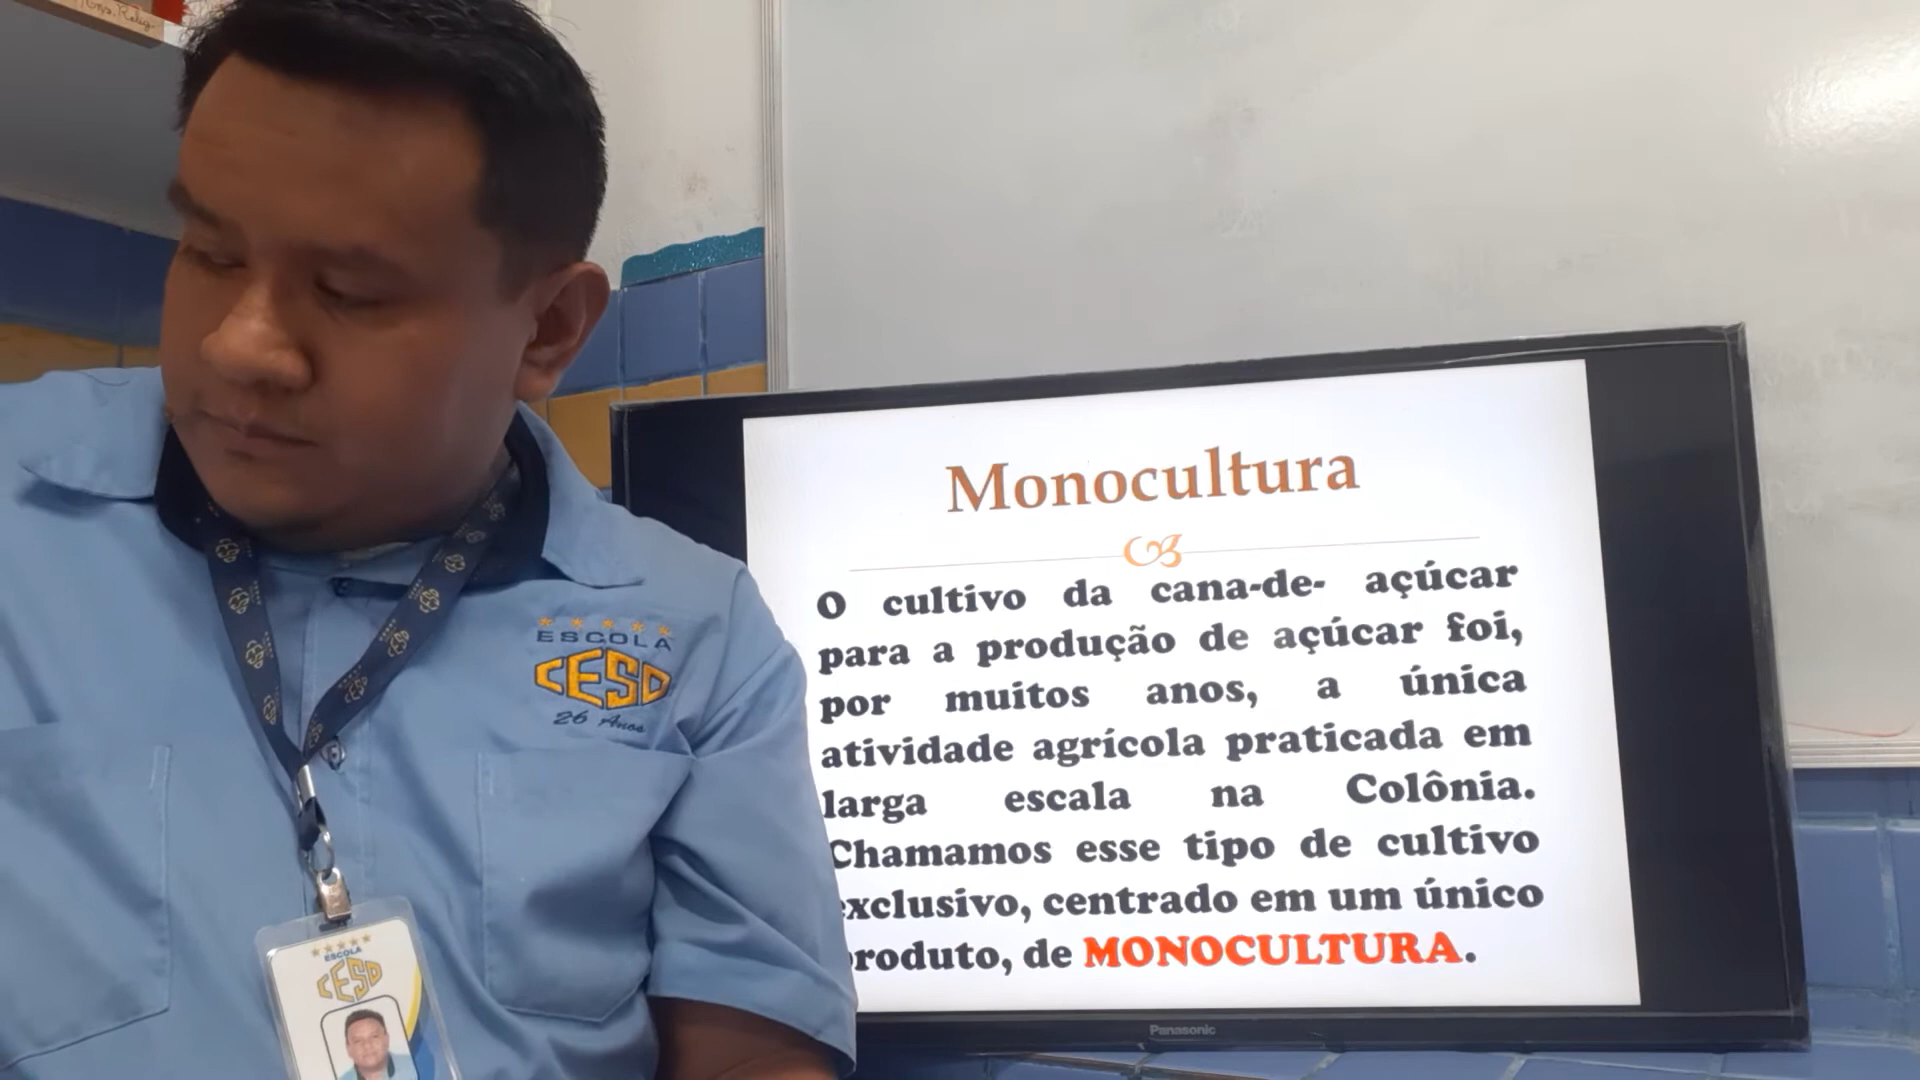 Monocultura
O cultivo da cana-de- açúcar
para a produção de açúcar foi,
por muitos anos, a única
atividade agrícola praticada em
larga escala na Colônia.
Chamamos esse tipo de cultivo
exclusivo, centrado em um único
produto, de MONOCULTURA.
Panasonic
ESCOLA
CESD
26 Anos
ESCOLA
CESD